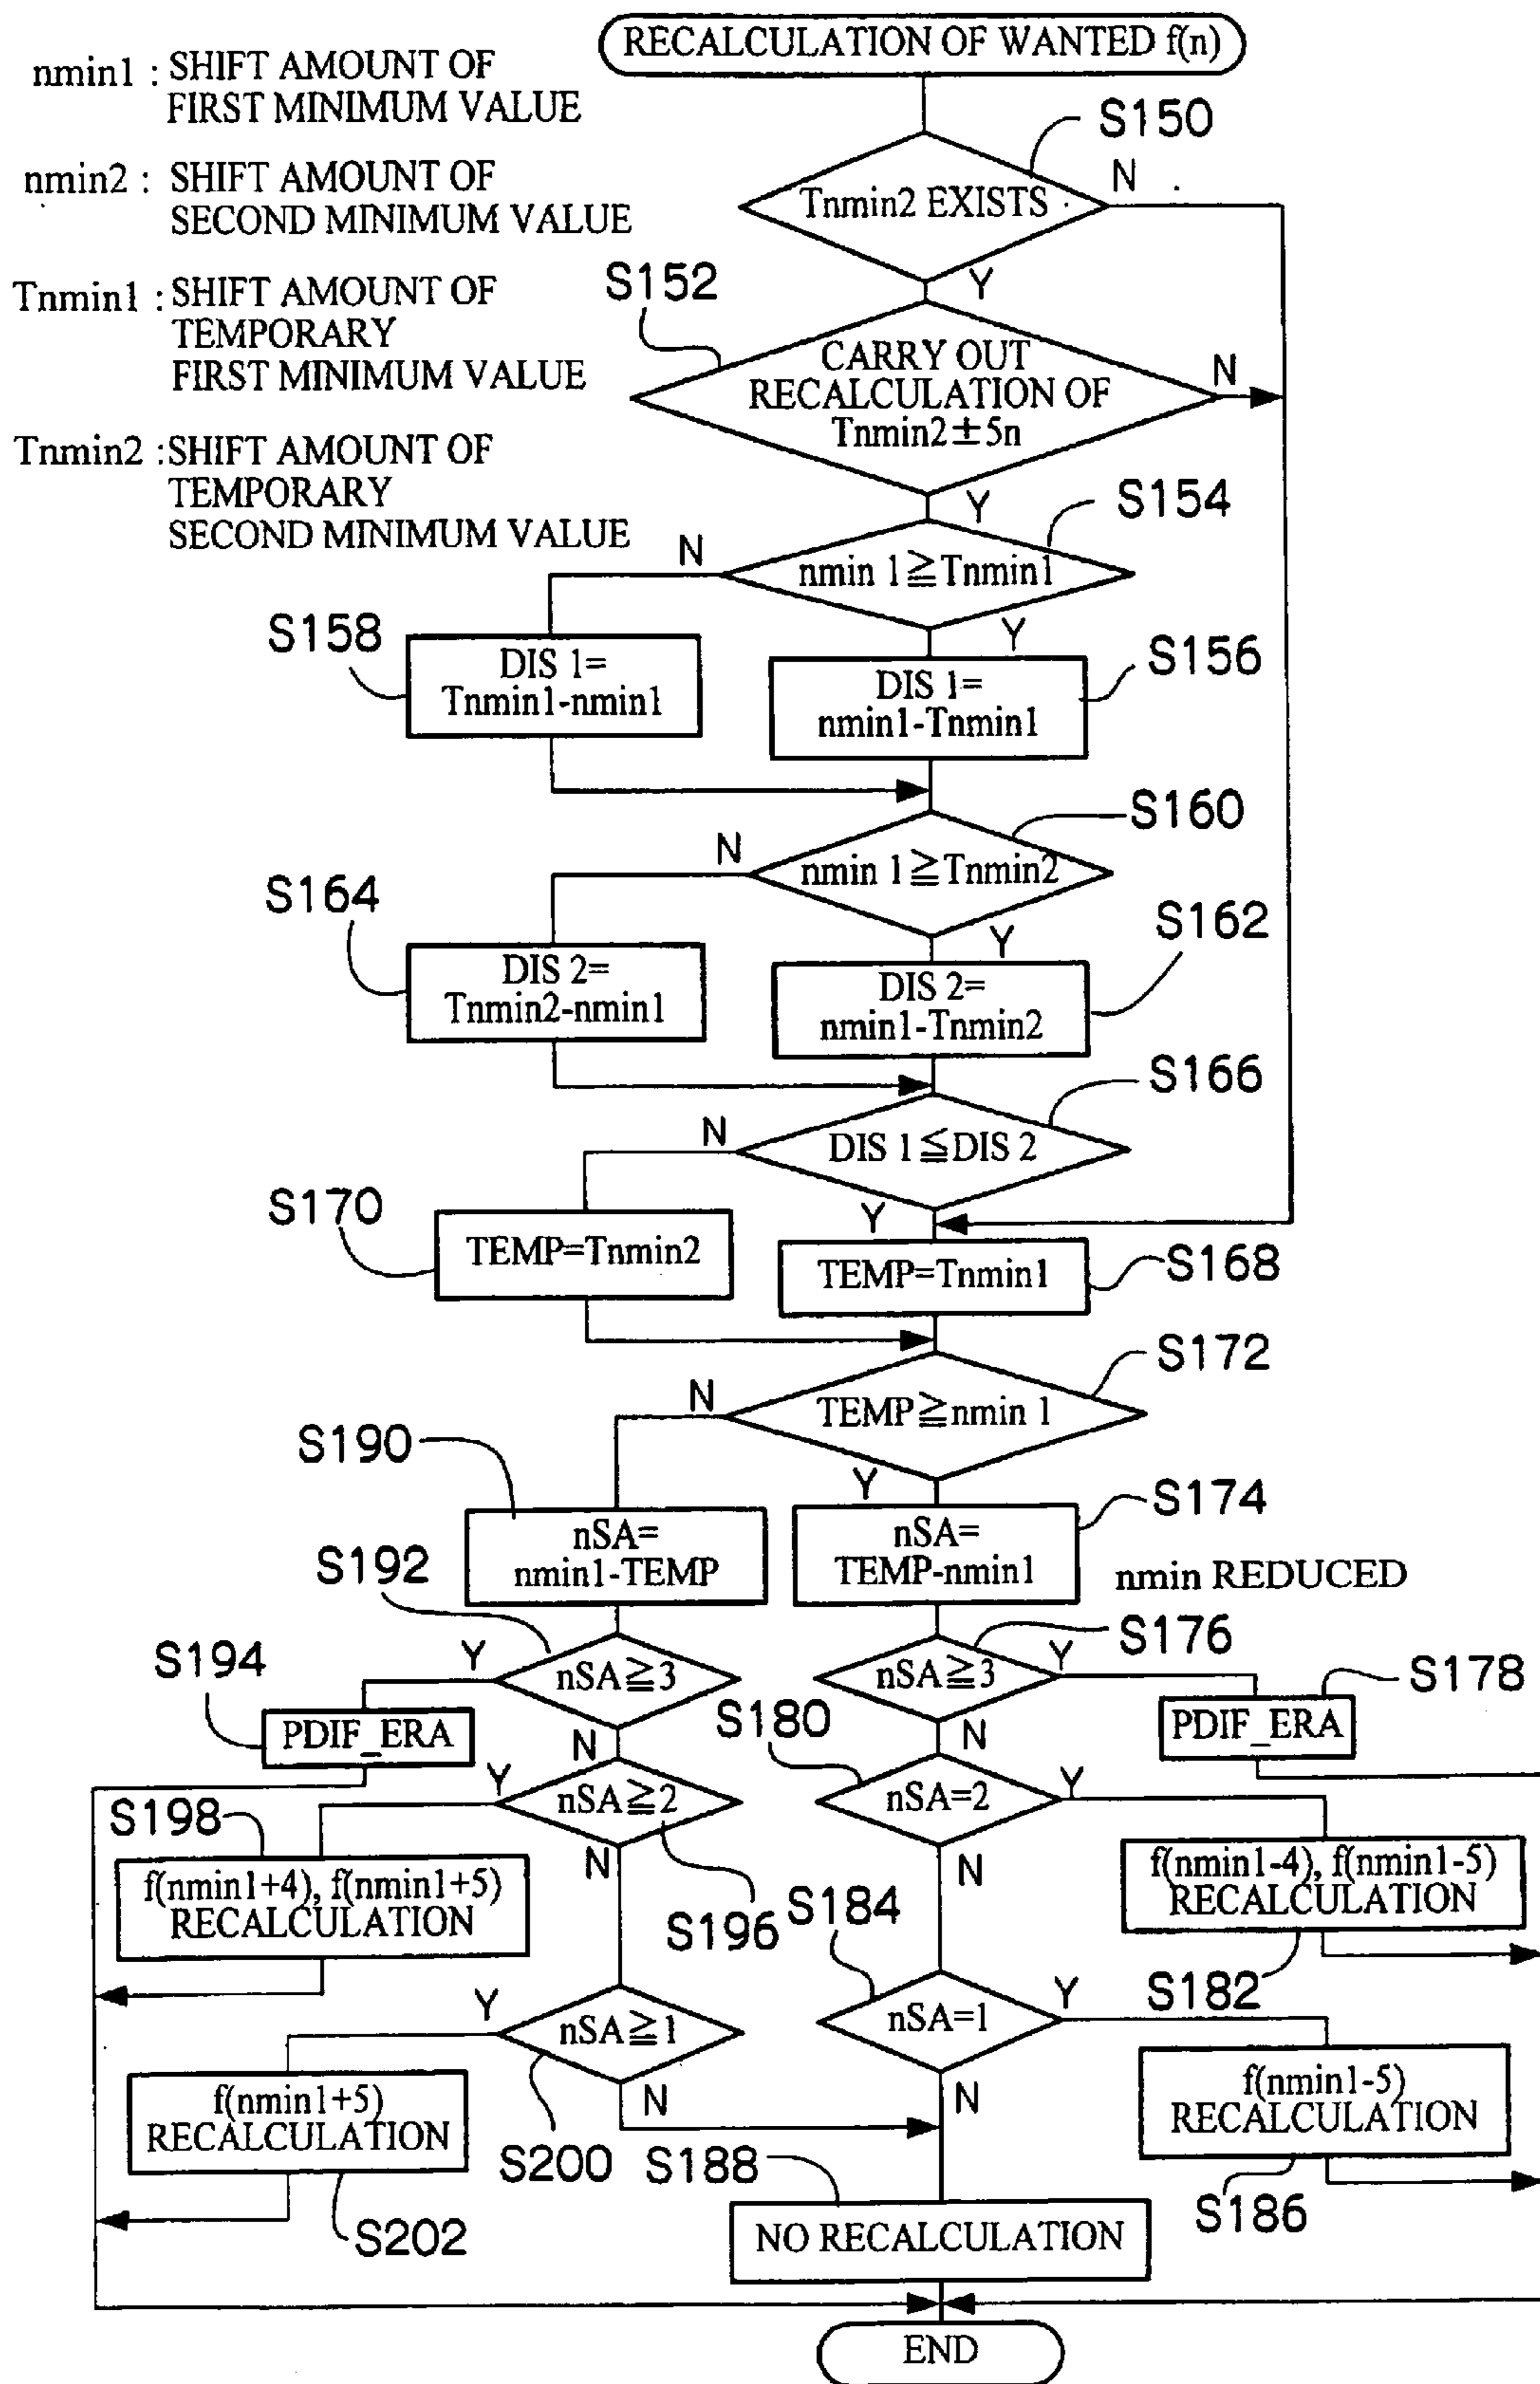 RECALCULATION OF WANTED f(n)
nmin1 : SHIFT AMOUNT OF
FIRST MINIMUM VALUE
nmin2 : SHIFT AMOUNT OF
SECOND MINIMUM VALUE
Tnmin1 : SHIFT AMOUNT OF
TEMPORARY
FIRST MINIMUM VALUE
Tnmin2 : SHIFT AMOUNT OF
TEMPORARY
SECOND MINIMUM VALUE
S150
Tnmin2 EXISTS
N
Y
S152
CARRY OUT
RECALCULATION OF
Tnmin2±5n
N
Y
S154
nmin 1≧Tnmin1
N
Y
S158
DIS 1=
Tnmin1-nmin1
S156
DIS 1=
nmin1-Tnmin1
S160
nmin 1≧Tnmin2
N
Y
S164
DIS 2=
Tnmin2-nmin1
S162
DIS 2=
nmin1-Tnmin2
S166
DIS 1≦DIS 2
N
Y
S170
TEMP=Tnmin2
S168
TEMP=Tnmin1
S172
TEMP≧nmin 1
N
Y
S190
nSA=
nmin1-TEMP
S174
nSA=
TEMP-nmin1
nmin REDUCED
S192
nSA≧3
Y
N
S176
nSA≧3
Y
N
S194
PDIF_ERA
S178
PDIF_ERA
S196
nSA≧2
Y
N
S180
nSA=2
Y
N
S198
f(nmin1+4), f(nmin1+5)
RECALCULATION
S182
f(nmin1-4), f(nmin1-5)
RECALCULATION
S200
nSA≧1
Y
N
S184
nSA=1
Y
N
S202
f(nmin1+5)
RECALCULATION
S186
f(nmin1-5)
RECALCULATION
S188
NO RECALCULATION
END